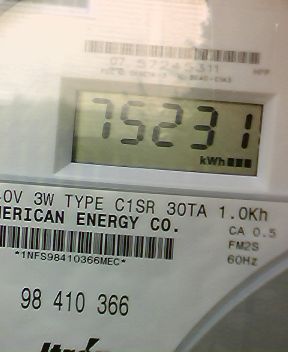 75231
kWh
0V 3W TYPE C1SR 30TA 1.0Kh
MERICAN ENERGY CO.
CA 0.5
FM2S
60Hz
*1NFS98410366MEC*
98 410 366